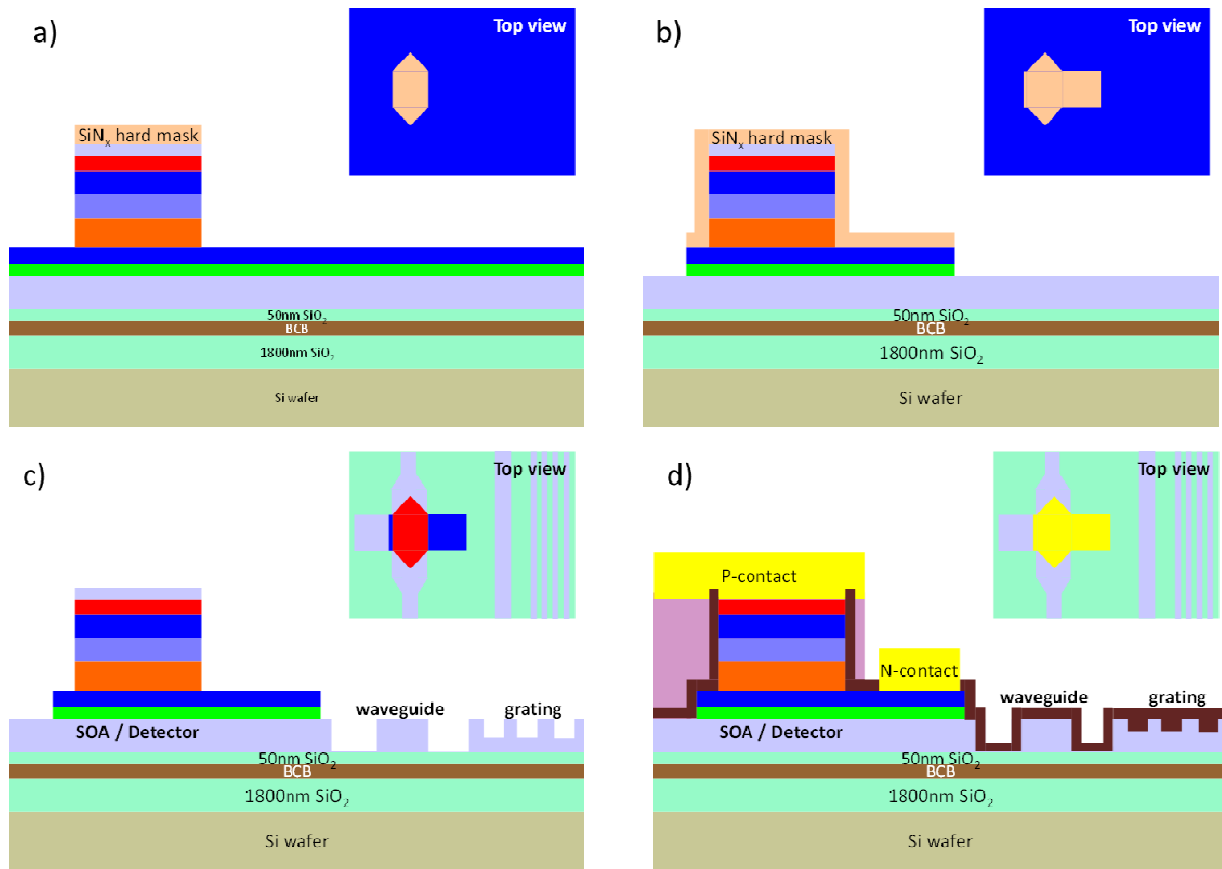 a)
Top view
SiNₓ hard mask
50nm SiO₂
BCB
1800nm SiO₂
Si wafer
b)
Top view
SiNₓ hard mask
50nm SiO₂
BCB
1800nm SiO₂
Si wafer
c)
Top view
waveguide
grating
SOA / Detector
50nm SiO₂
BCB
1800nm SiO₂
Si wafer
d)
Top view
P-contact
N-contact
waveguide
grating
SOA / Detector
50nm SiO₂
BCB
1800nm SiO₂
Si wafer